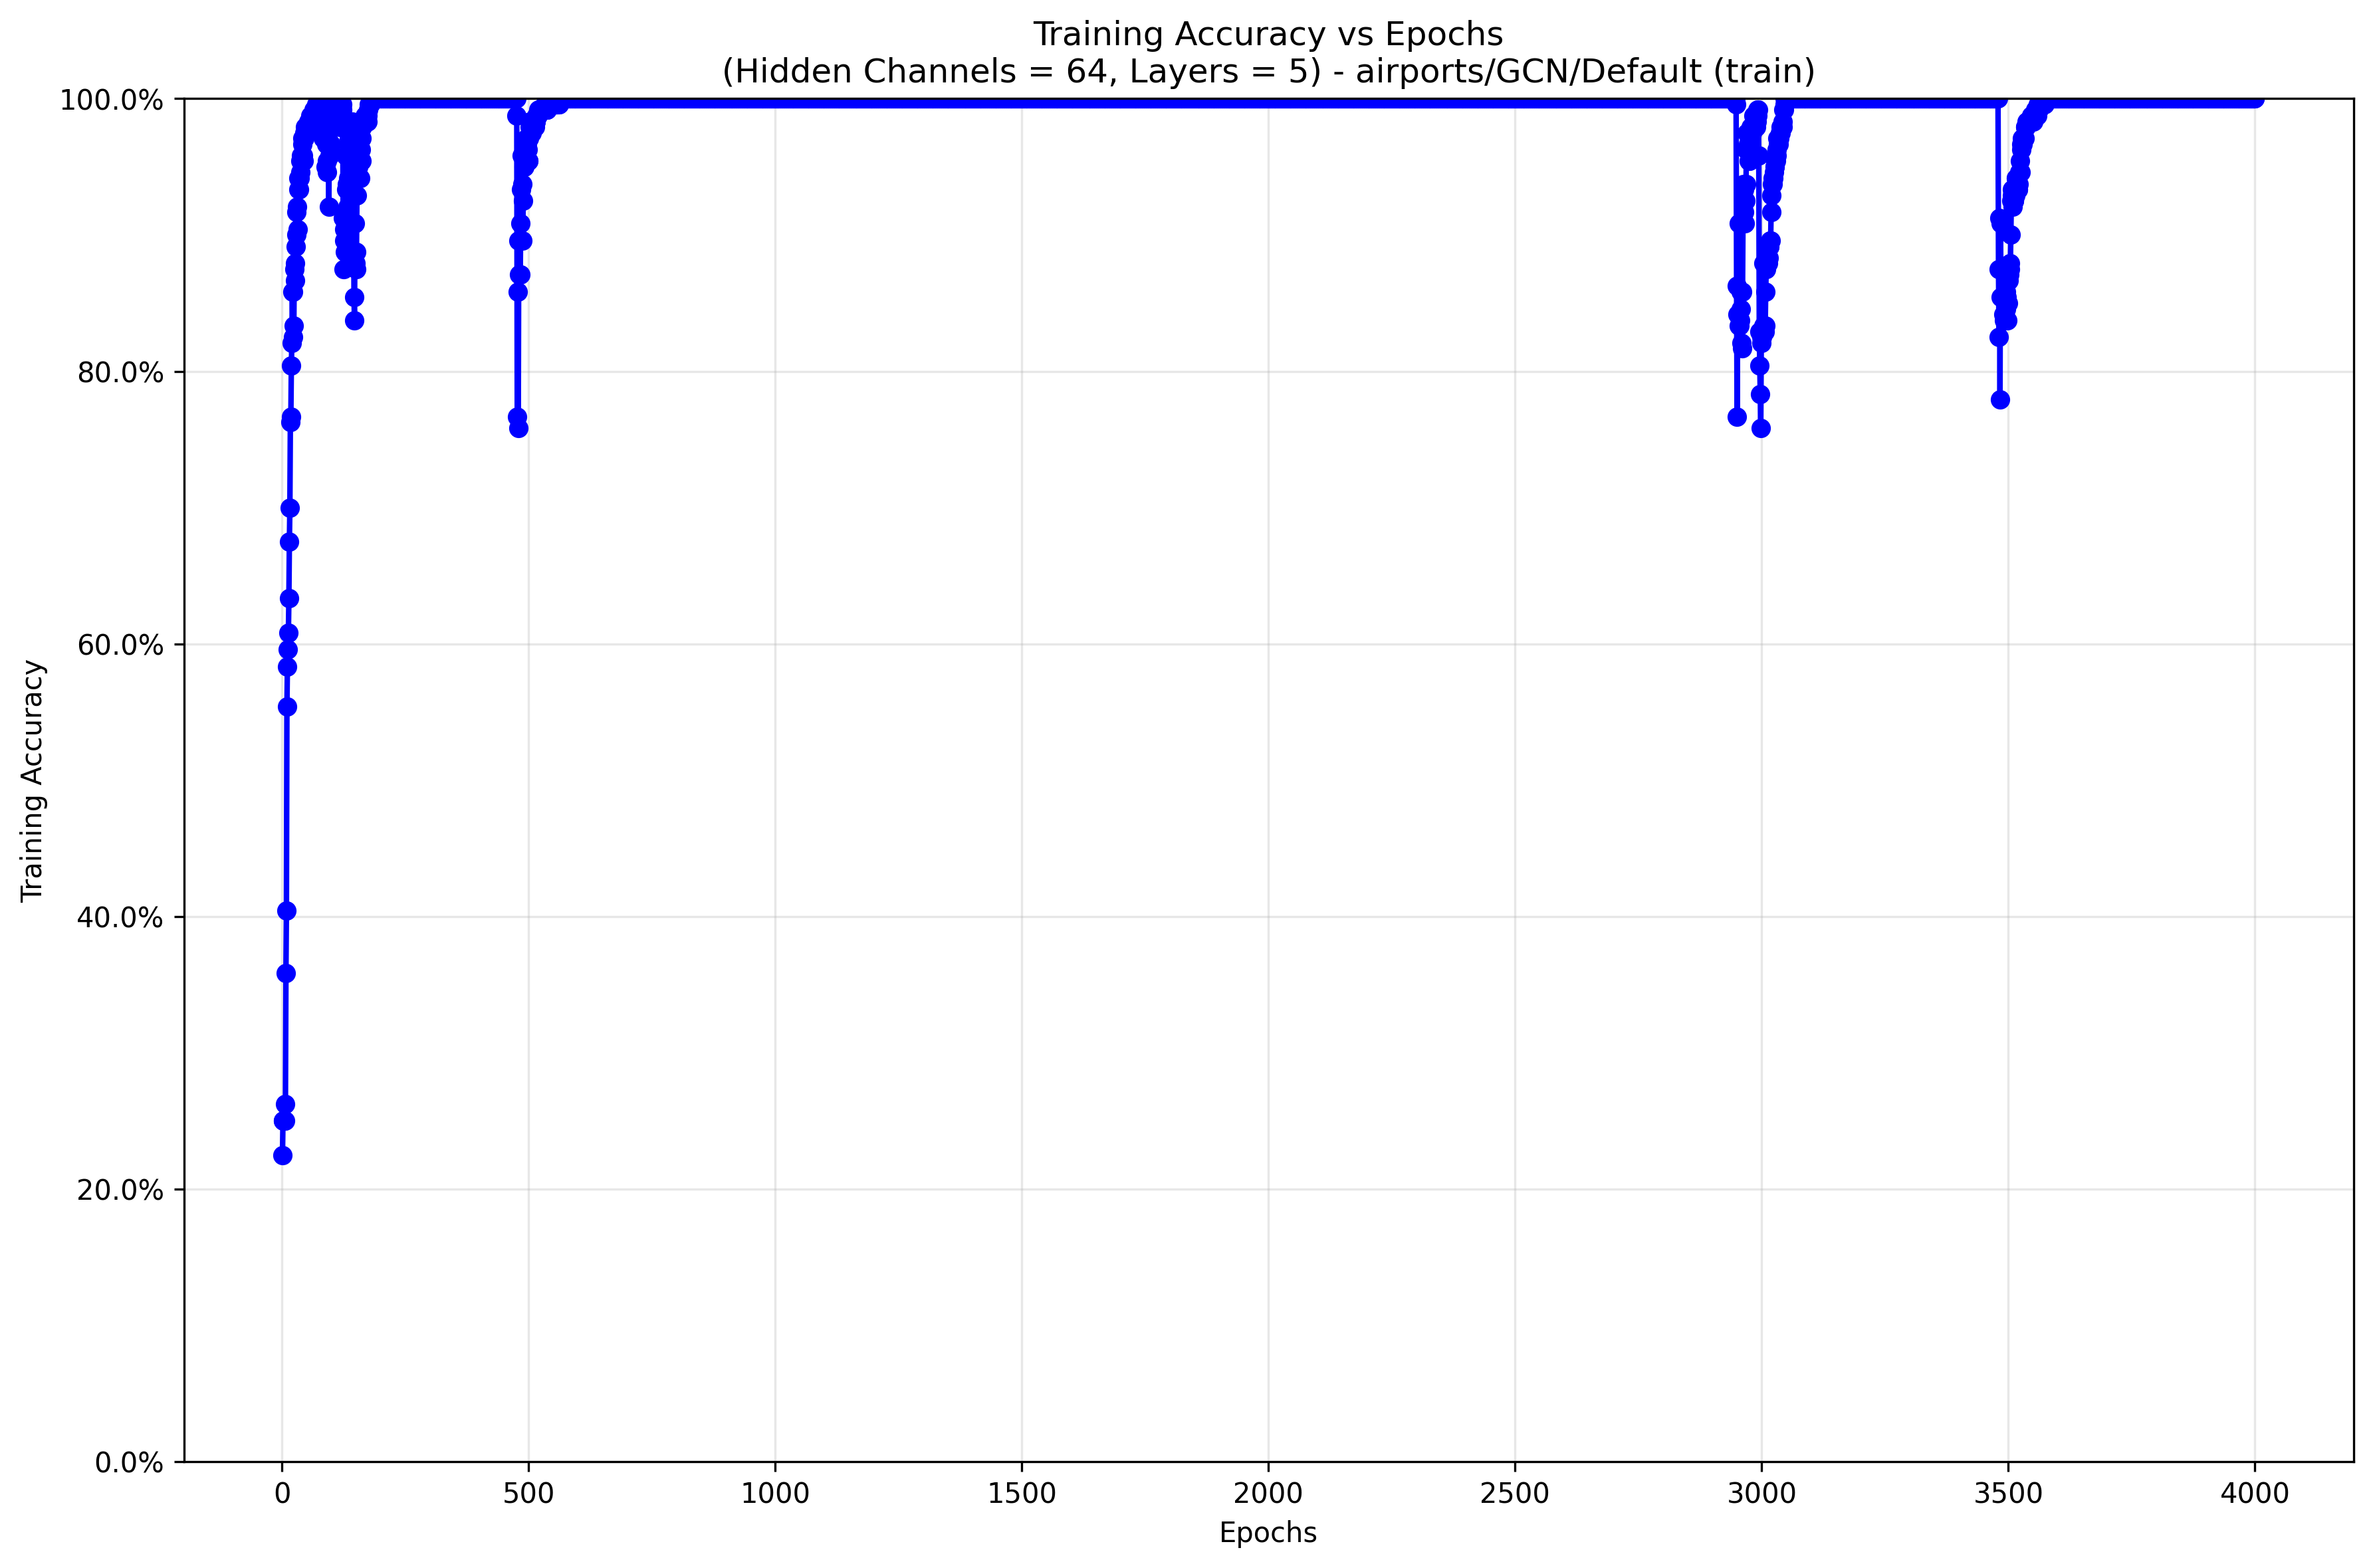 Training Accuracy vs Epochs
(Hidden Channels = 64, Layers = 5) - airports/GCN/Default (train)
100.0%
80.0%
60.0%
40.0%
20.0%
0.0%
Training Accuracy
0 500 1000 1500 2000 2500 3000 3500 4000
Epochs